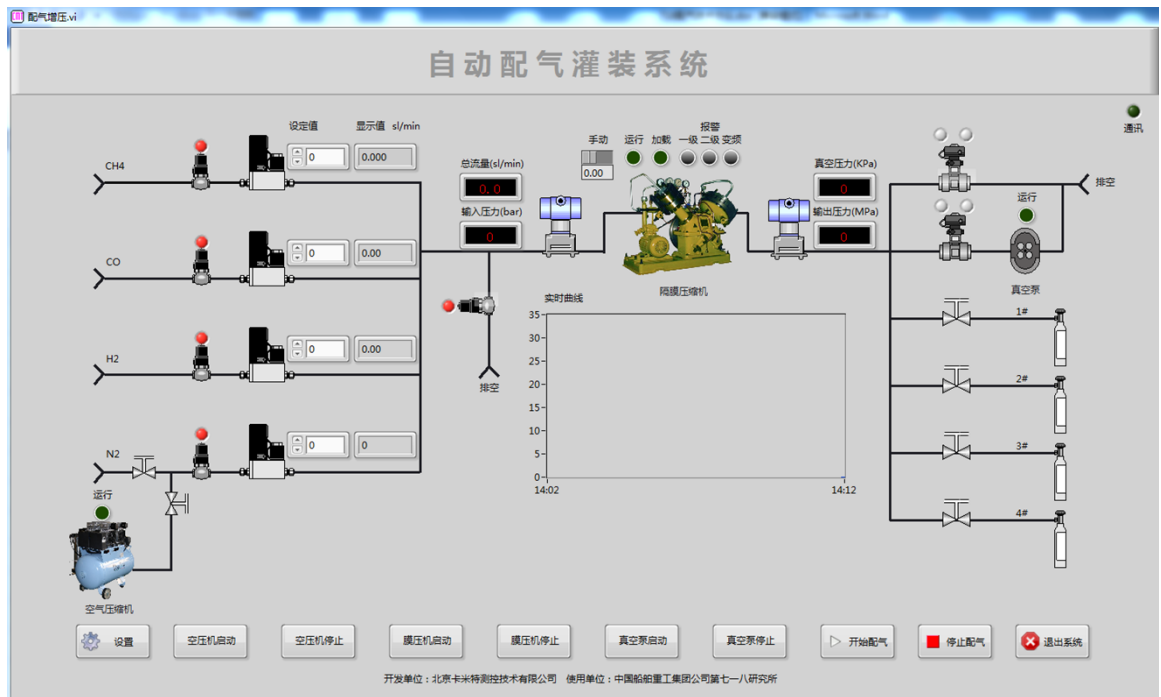 配气增压.vi
自动配气灌装系统
通讯
设定值 显示值 sl/min
CH4
0 0.000
CO
0 0.00
H2
0 0.00
N2
0 0
运行
空气压缩机
总流量(sl/min)
0.0
输入压力(bar)
0
排空
手动 运行 加载 报警
一级 二级 变频
0.00
隔膜压缩机
真空压力(KPa)
0
输出压力(MPa)
0
排空
运行
真空泵
1#
2#
3#
4#
实时曲线
35
30
25
20
15
10
5
0
14:02 14:12
设置 空压机启动 空压机停止 膜压机启动 膜压机停止 真空泵启动 真空泵停止 开始配气 停止配气 退出系统
开发单位：北京卡米特测控技术有限公司 使用单位：中国船舶重工集团公司第七一八研究所